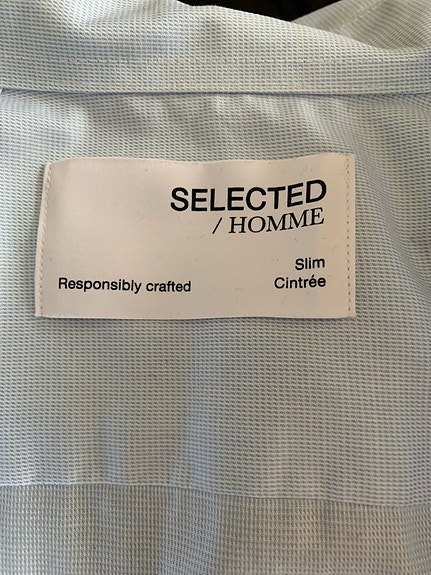 SELECTED
/ HOMME
Slim
Responsibly crafted Cintrée